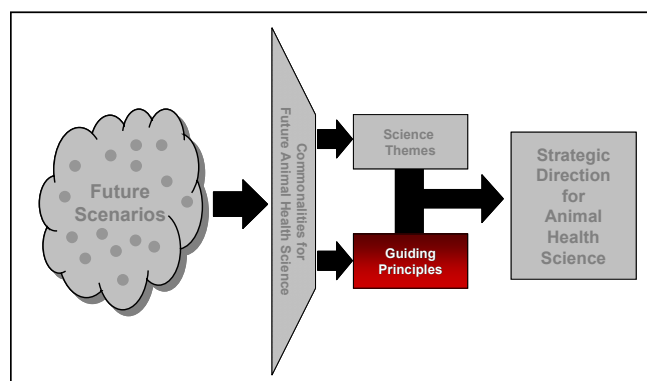 Future
Scenarios
Commonalities for
Future Animal Health Science
Science
Themes
Guiding
Principles
Strategic
Direction
for
Animal
Health
Science